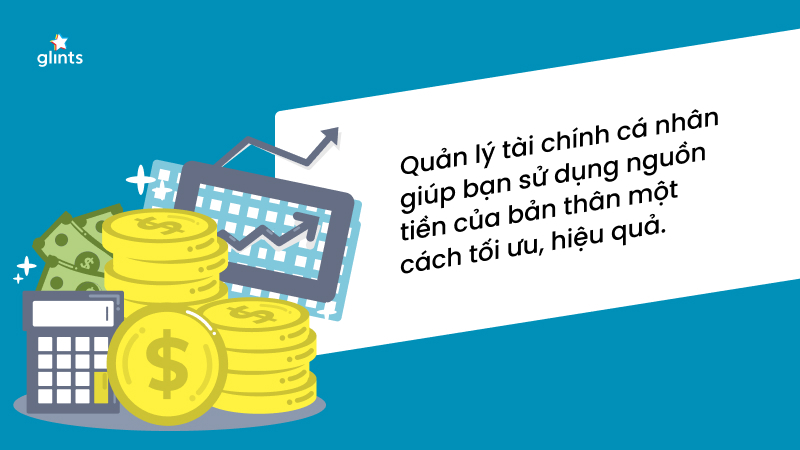 glints
Quản lý tài chính cá nhân
giúp bạn sử dụng nguồn
tiền của bản thân một
cách tối ưu, hiệu quả.
$
$
$
$